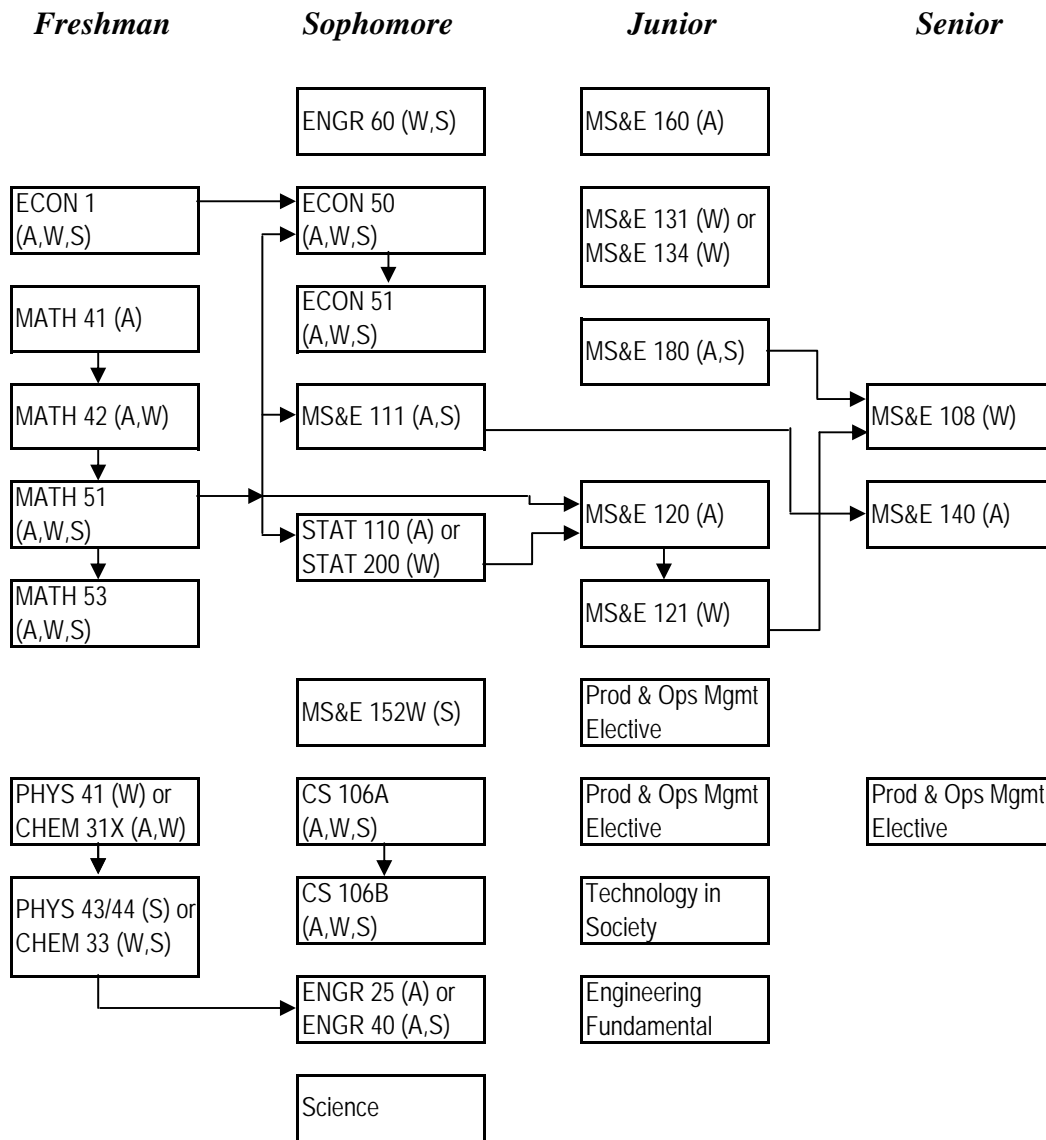 Freshman
Sophomore
Junior
Senior
ENGR 60 (W,S)
MS&E 160 (A)
ECON 1
(A,W,S)
ECON 50
(A,W,S)
MS&E 131 (W) or
MS&E 134 (W)
MATH 41 (A)
ECON 51
(A,W,S)
MS&E 180 (A,S)
MATH 42 (A,W)
MS&E 111 (A,S)
MS&E 108 (W)
MATH 51
(A,W,S)
STAT 110 (A) or
STAT 200 (W)
MS&E 120 (A)
MS&E 140 (A)
MATH 53
(A,W,S)
MS&E 121 (W)
MS&E 152W (S)
Prod & Ops Mgmt
Elective
PHYS 41 (W) or
CHEM 31X (A,W)
CS 106A
(A,W,S)
Prod & Ops Mgmt
Elective
Prod & Ops Mgmt
Elective
PHYS 43/44 (S) or
CHEM 33 (W,S)
CS 106B
(A,W,S)
Technology in
Society
ENGR 25 (A) or
ENGR 40 (A,S)
Engineering
Fundamental
Science